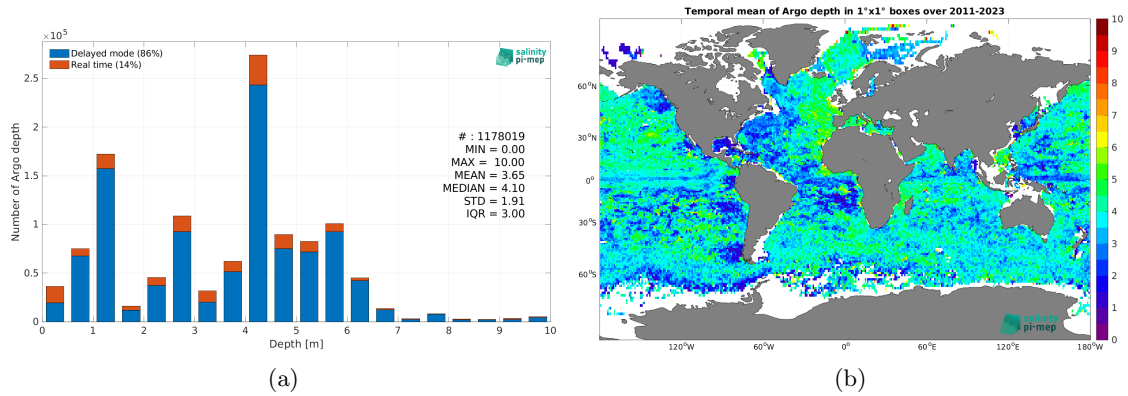 Temporal mean of Argo depth in 1°x1° boxes over 2011-2023
×10⁵
Delayed mode (86%)
Real time (14%)
salinity
pi-mep
# : 1178019
MIN = 0.00
MAX = 10.00
MEAN = 3.65
MEDIAN = 4.10
STD = 1.91
IQR = 3.00
Number of Argo depth
2.5
2
1.5
1
0.5
0
0 1 2 3 4 5 6 7 8 9 10
Depth [m]
60°N
30°N
0°
30°S
60°S
120°W 60°W 0° 60°E 120°E 180°W
10
9
8
7
6
5
4
3
2
1
0
salinity
pi-mep
(a)
(b)